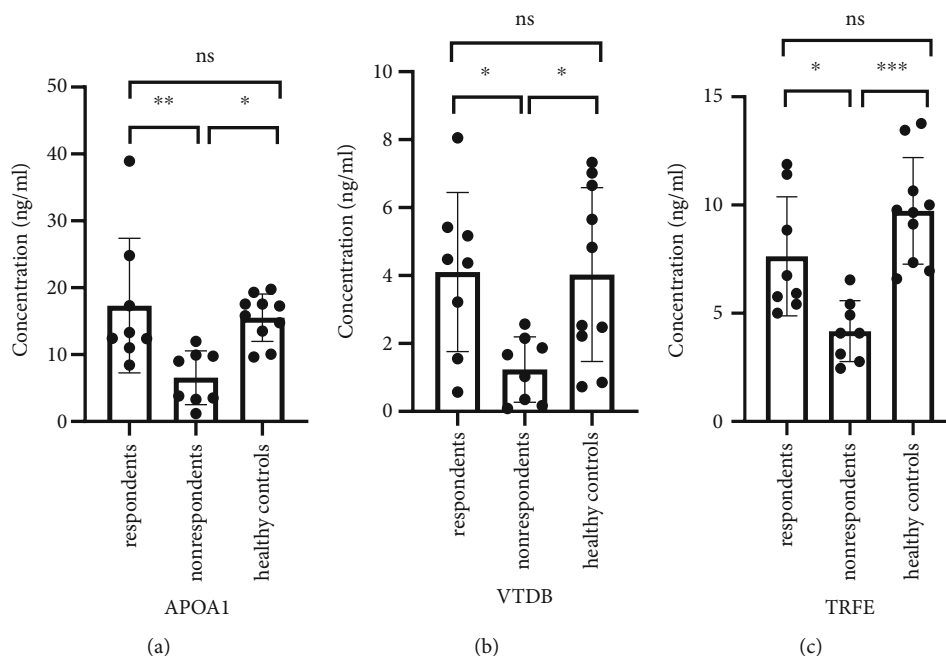 ns
**
*
50
40
30
20
10
0
Concentration (ng/ml)
respondents
nonrespondents
healthy controls
APOA1
(a)
ns
*
*
10
8
6
4
2
0
Concentration (ng/ml)
respondents
nonrespondents
healthy controls
VTDB
(b)
ns
*
***
15
10
5
0
Concentration (ng/ml)
respondents
nonrespondents
healthy controls
TRFE
(c)